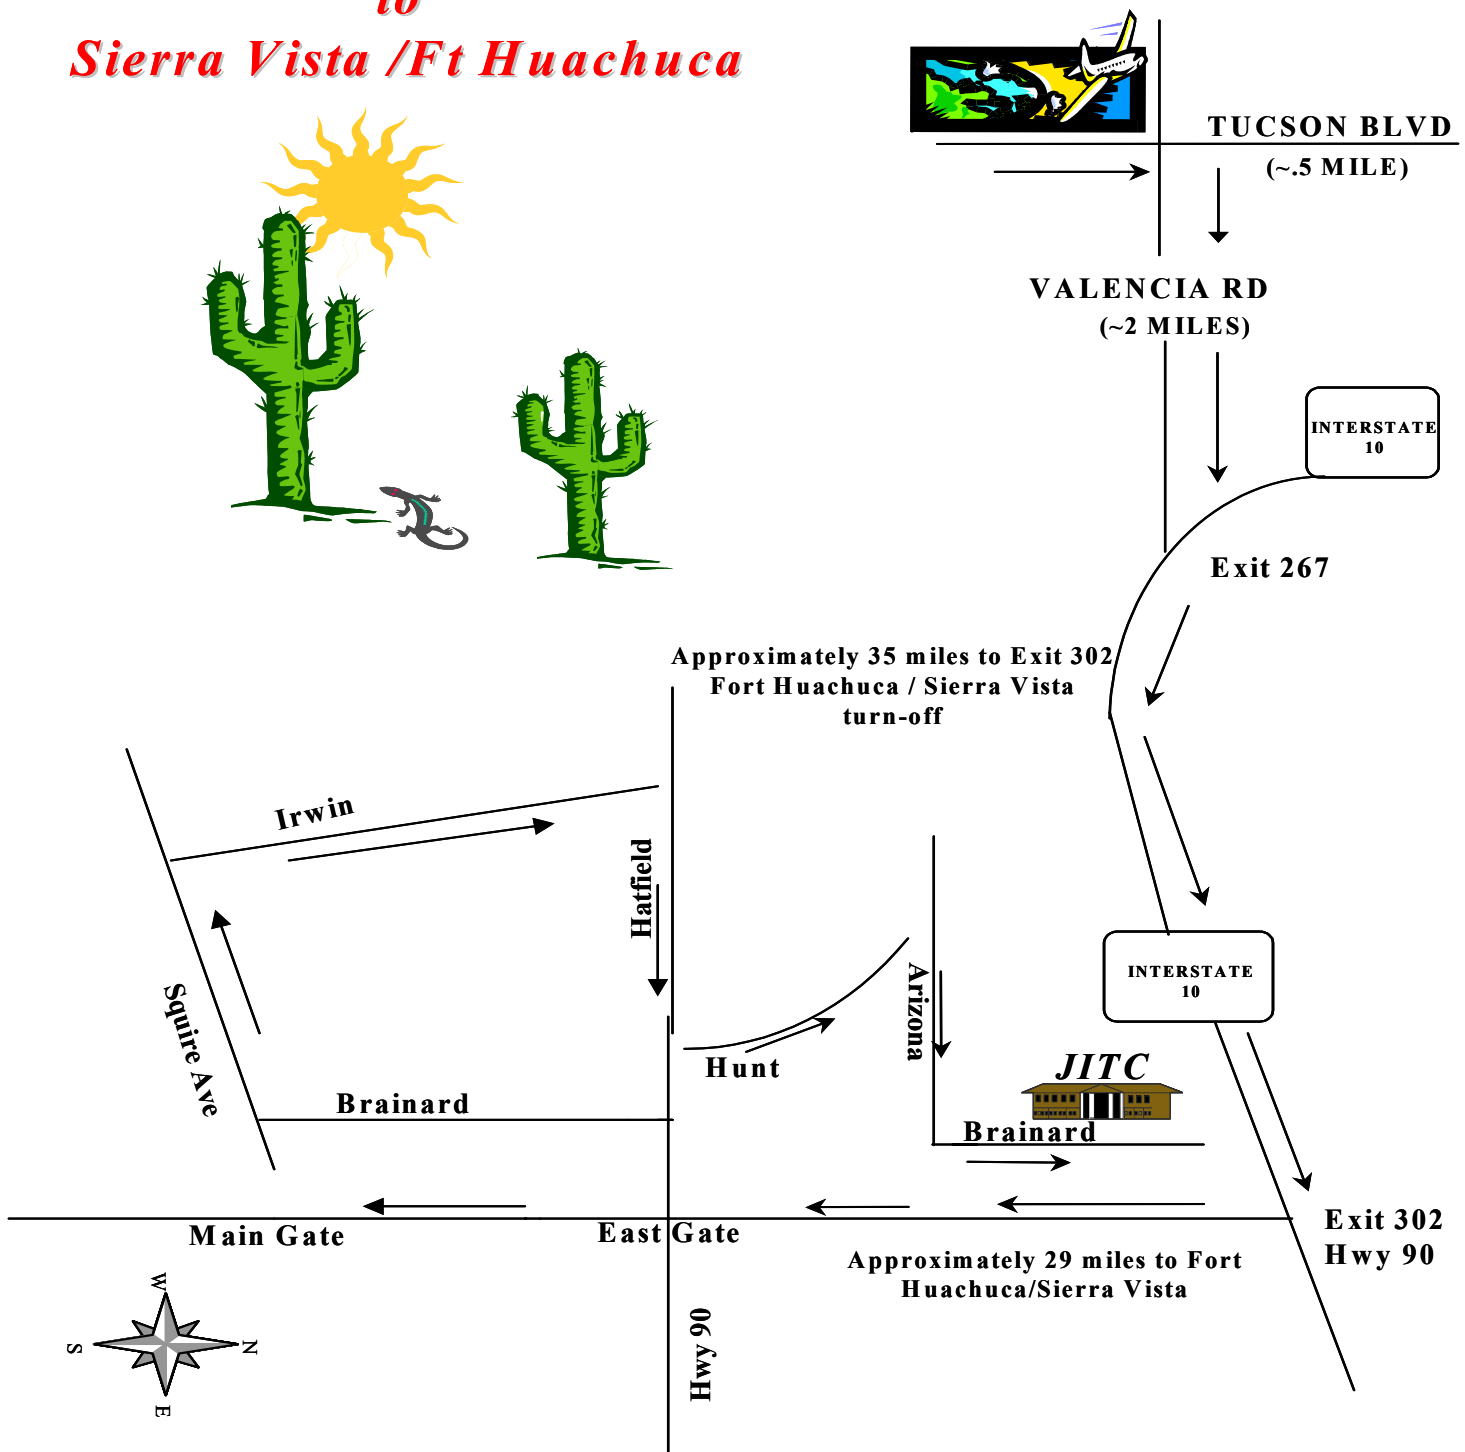 to
Sierra Vista /Ft Huachuca
TUCSON BLVD
(~.5 MILE)
VALENCIA RD
(~2 MILES)
INTERSTATE
10
Exit 267
Approximately 35 miles to Exit 302
Fort Huachuca / Sierra Vista
turn-off
Irwin
Hatfield
Squire Ave
Arizona
INTERSTATE
10
Hunt
JITC
Brainard
Brainard
Main Gate
East Gate
Exit 302
Hwy 90
Approximately 29 miles to Fort
Huachuca/Sierra Vista
Hwy 90
W
S
N
E